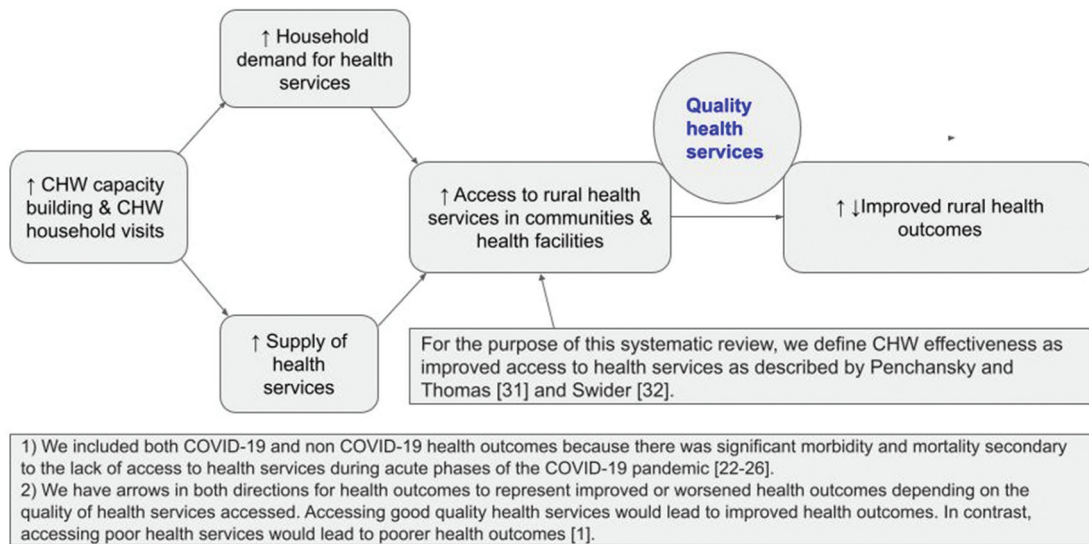 ↑ Household
demand for health
services
Quality
health
services
↑ CHW capacity
building & CHW
household visits
↑ Access to rural health
services in communities &
health facilities
↑ ↓Improved rural health
outcomes
↑ Supply of
health
services
For the purpose of this systematic review, we define CHW effectiveness as
improved access to health services as described by Penchansky and
Thomas [31] and Swider [32].
1) We included both COVID-19 and non COVID-19 health outcomes because there was significant morbidity and mortality secondary
to the lack of access to health services during acute phases of the COVID-19 pandemic [22-26].
2) We have arrows in both directions for health outcomes to represent improved or worsened health outcomes depending on the
quality of health services accessed. Accessing good quality health services would lead to improved health outcomes. In contrast,
accessing poor health services would lead to poorer health outcomes [1].